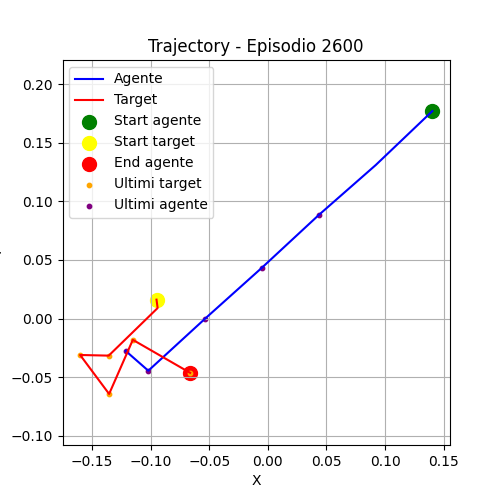 Trajectory - Episodio 2600
Agente
Target
Start agente
Start target
End agente
Ultimi target
Ultimi agente
0.20
0.15
0.10
0.05
0.00
−0.05
−0.10
−0.15
−0.10
−0.05
0.00
0.05
0.10
0.15
X